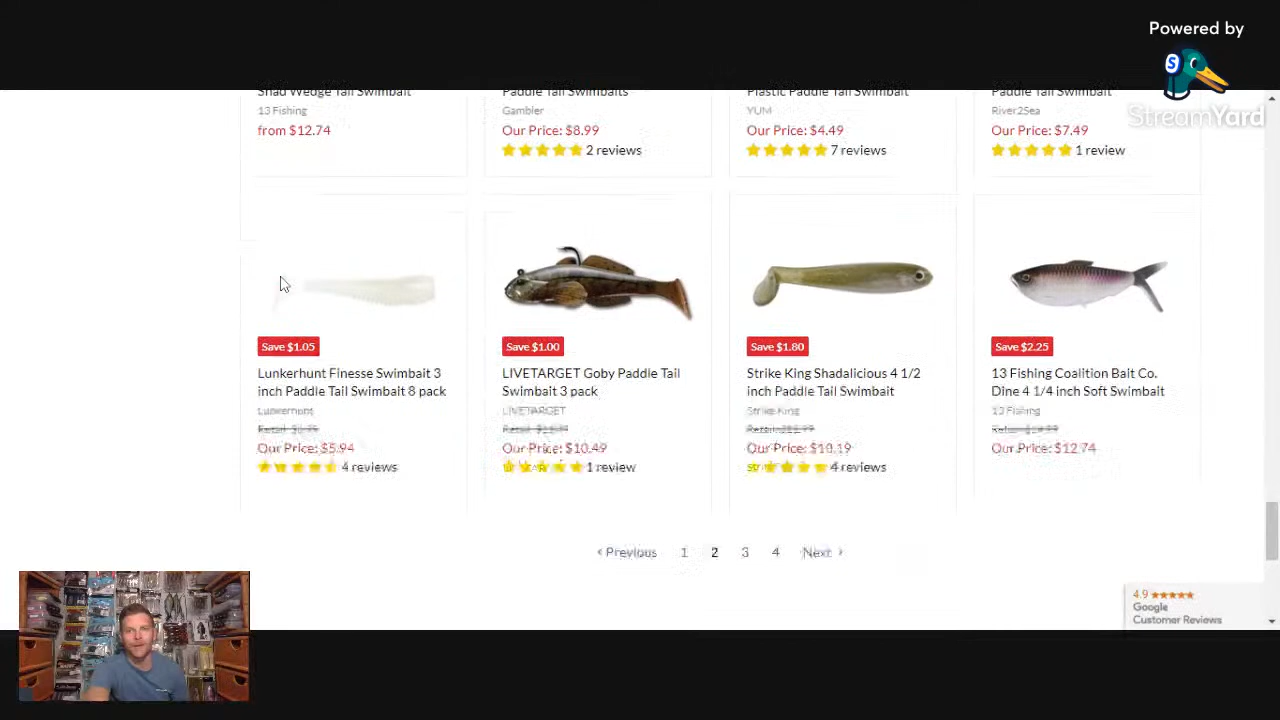 Powered by
StreamYard
Shad Wedge Tail Swimbait
13 Fishing
from $12.74
Paddle Tail Swimbaits
Gambler
Our Price: $8.99
2 reviews
Plastic Paddle Tail Swimbait
YUM
Our Price: $4.49
7 reviews
Paddle Tail Swimbait
River2Sea
Our Price: $7.49
1 review
Save $1.05
Lunkerhunt Finesse Swimbait 3
inch Paddle Tail Swimbait 8 pack
Lunkerhunt
Our Price: $5.94
4 reviews
Save $1.00
LIVETARGET Goby Paddle Tail
Swimbait 3 pack
LIVETARGET
Our Price: $10.49
1 review
Save $1.80
Strike King Shadalicious 4 1/2
inch Paddle Tail Swimbait
Strike King
Our Price: $10.19
4 reviews
Save $2.25
13 Fishing Coalition Bait Co.
Dine 4 1/4 inch Soft Swimbait
13 Fishing
Our Price: $12.74
‹ Previous 1 2 3 4 Next ›
4.9
Google
Customer Reviews